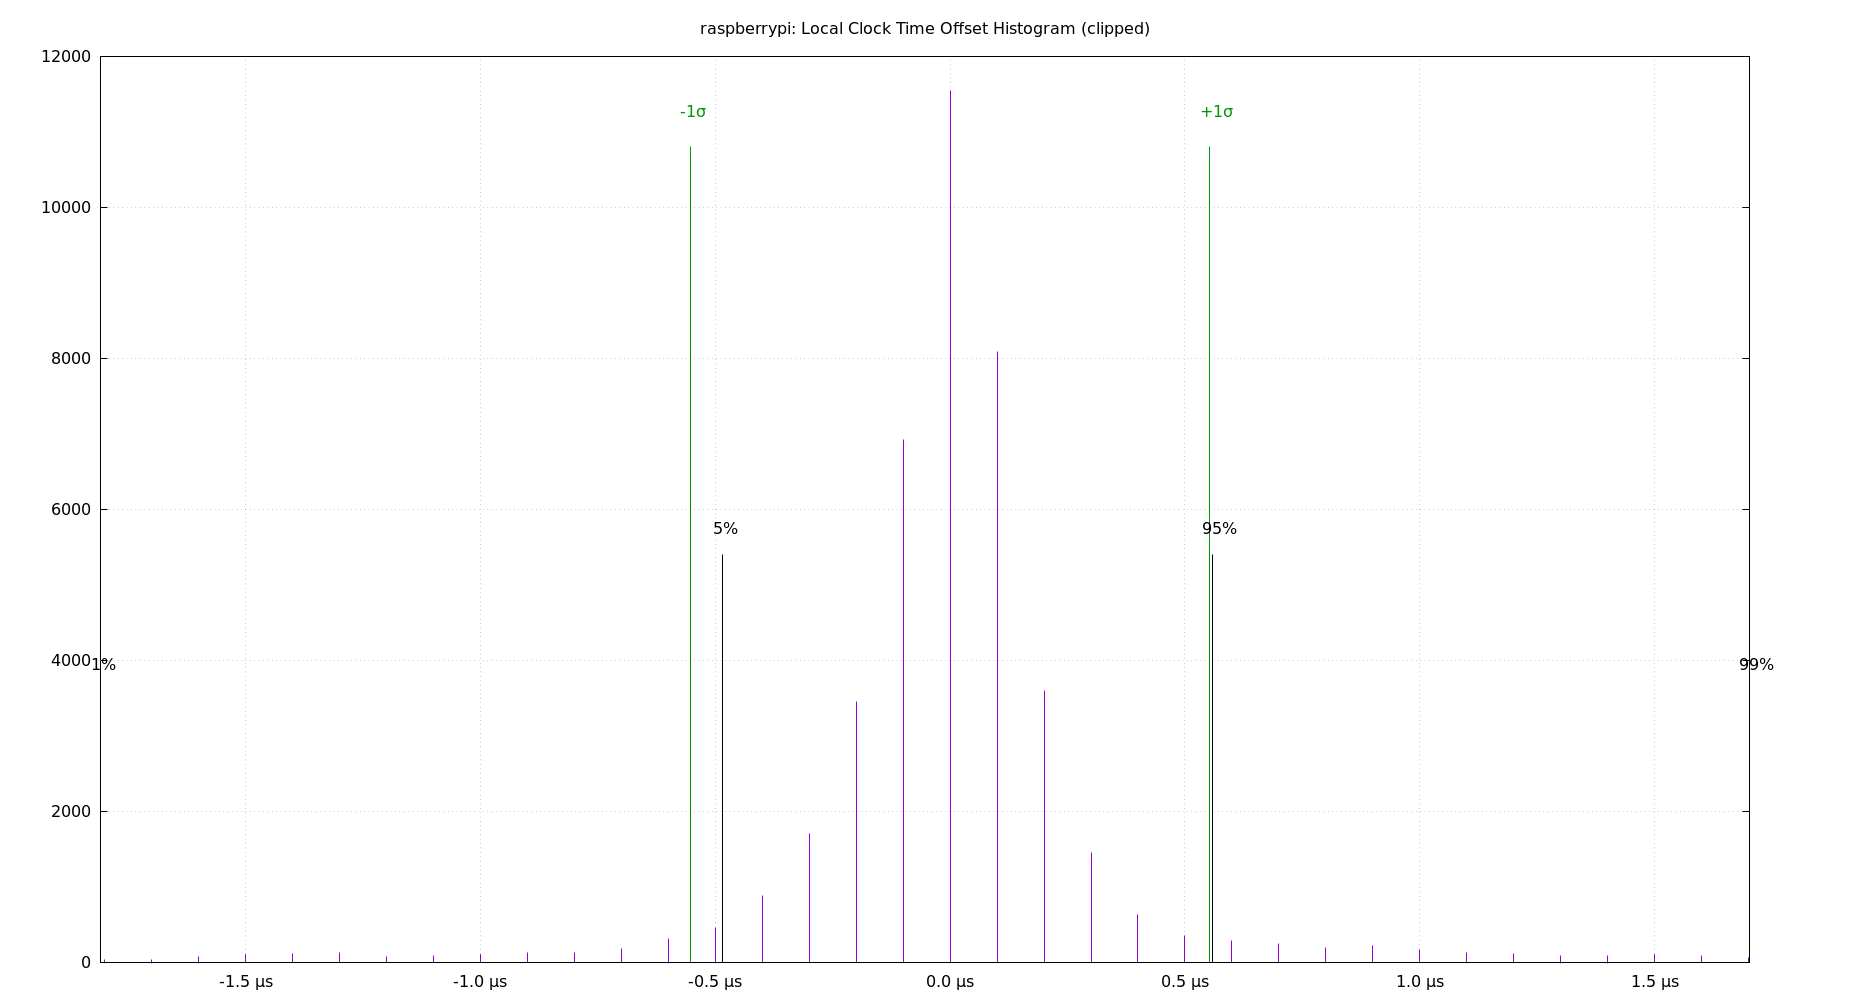 raspberrypi: Local Clock Time Offset Histogram (clipped)
12000
-1σ +1σ
10000
8000
6000
5% 95%
4000 1% 99%
2000
0
-1.5 µs -1.0 µs -0.5 µs 0.0 µs 0.5 µs 1.0 µs 1.5 µs